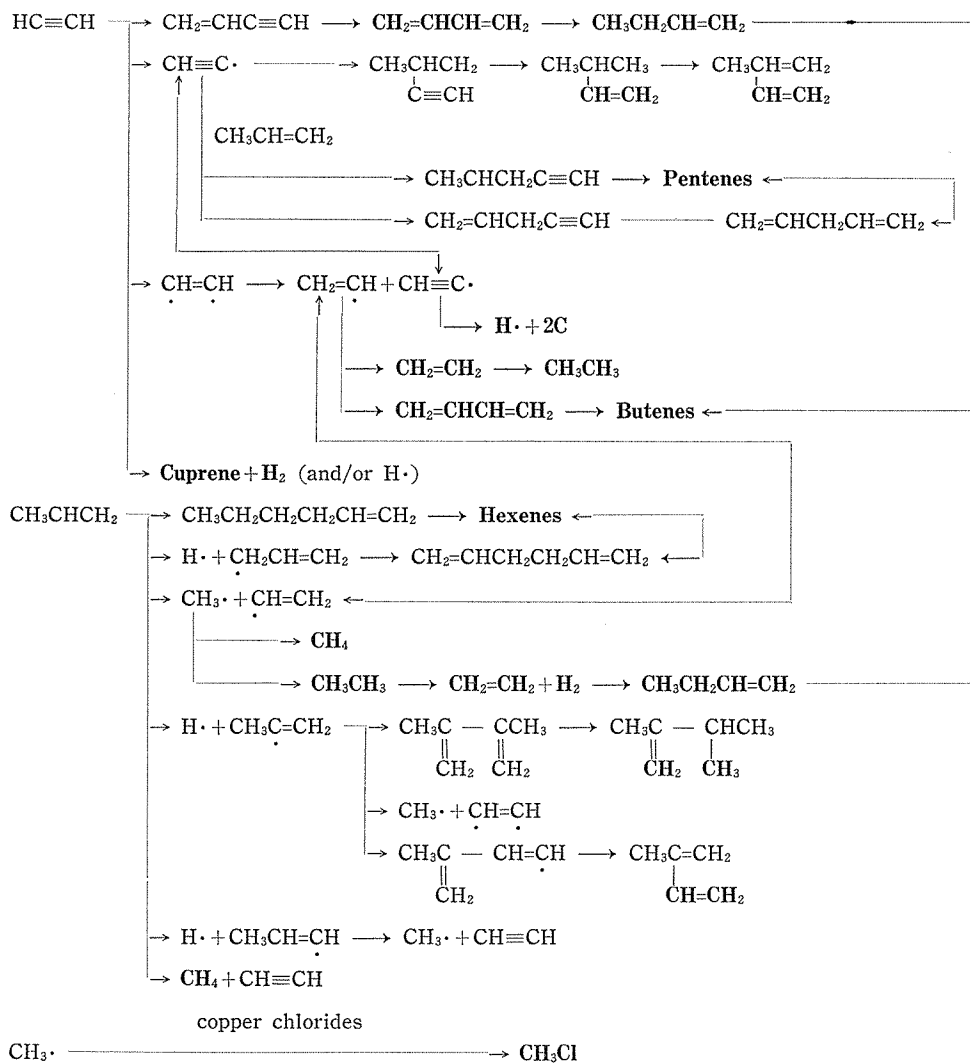 HC≡CH → CH₂=CHC≡CH → CH₂=CHCH=CH₂ → CH₃CH₂CH=CH₂
→ CH≡C· → CH₃CHCH₂ → CH₃CHCH₃ → CH₃CH=CH₂
C≡CH CH=CH₂ CH=CH₂
CH₃CH=CH₂
→ CH₃CHCH₂C≡CH → Pentenes ←
→ CH₂=CHCH₂C≡CH — CH₂=CHCH₂CH=CH₂ ←
→ CH=CH → CH₂=CH + CH≡C·
· · ·
→ H· + 2C
→ CH₂=CH₂ → CH₃CH₃
→ CH₂=CHCH=CH₂ → Butenes ←
→ Cuprene + H₂ (and/or H·)
CH₃CHCH₂ → CH₃CH₂CH₂CH₂CH=CH₂ → Hexenes ←
→ H· + CH₂CH=CH₂ → CH₂=CHCH₂CH₂CH=CH₂ ←
·
→ CH₃· + CH=CH₂ ←
·
→ CH₄
→ CH₃CH₃ → CH₂=CH₂ + H₂ → CH₃CH₂CH=CH₂
→ H· + CH₃C=CH₂ → CH₃C — CCH₃ → CH₃C — CHCH₃
·
CH₂ CH₂ CH₂ CH₃
→ CH₃· + CH=CH
· ·
→ CH₃C — CH=CH → CH₃C=CH₂
·
CH₂ CH=CH₂
→ H· + CH₃CH=CH → CH₃· + CH≡CH
·
→ CH₄ + CH≡CH
copper chlorides
CH₃· → CH₃Cl